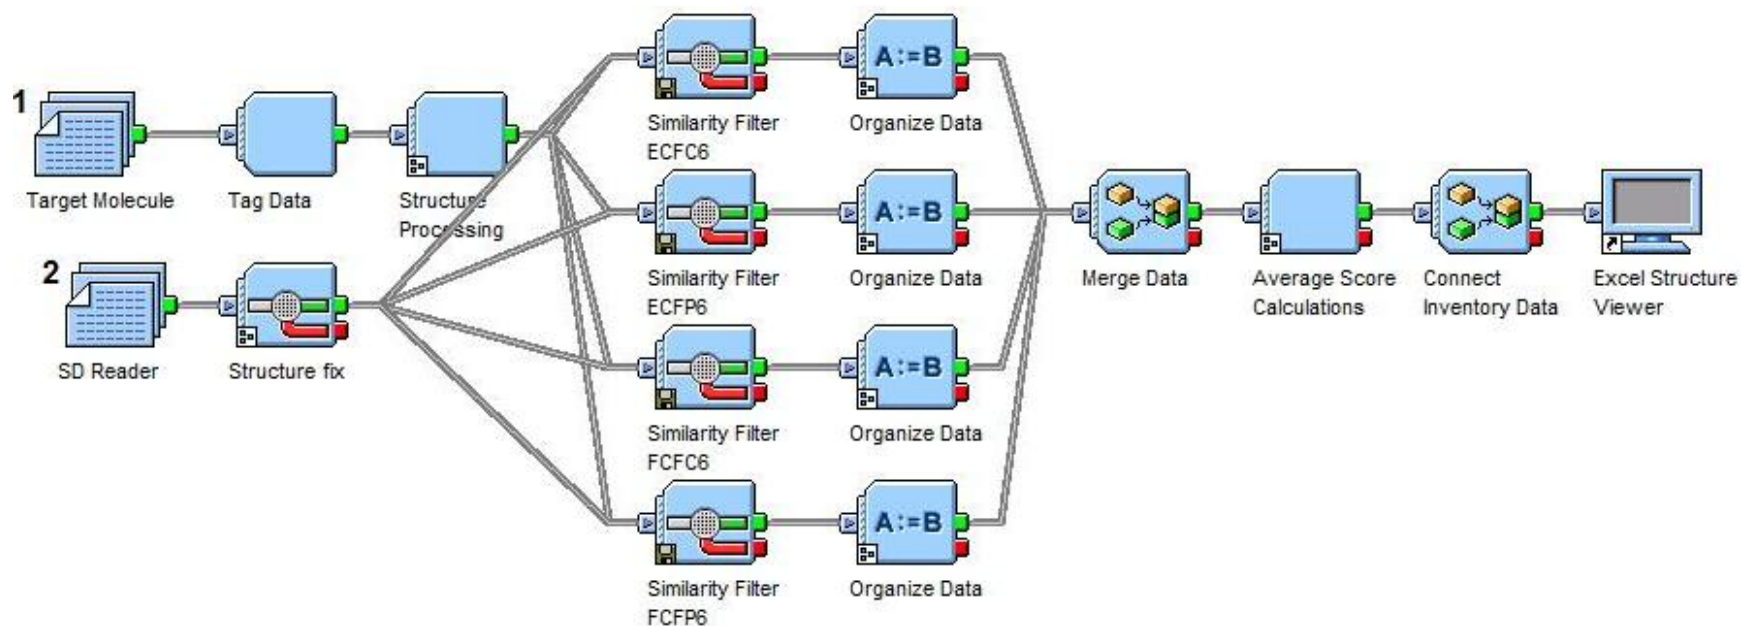 1
Target Molecule
Tag Data
Structure
Processing
2
SD Reader
Structure fix
Similarity Filter
ECFC6
A:=B
Organize Data
Similarity Filter
ECFP6
A:=B
Organize Data
Similarity Filter
FCFC6
A:=B
Organize Data
Similarity Filter
FCFP6
A:=B
Organize Data
Merge Data
Average Score
Calculations
Connect
Inventory Data
Excel Structure
Viewer